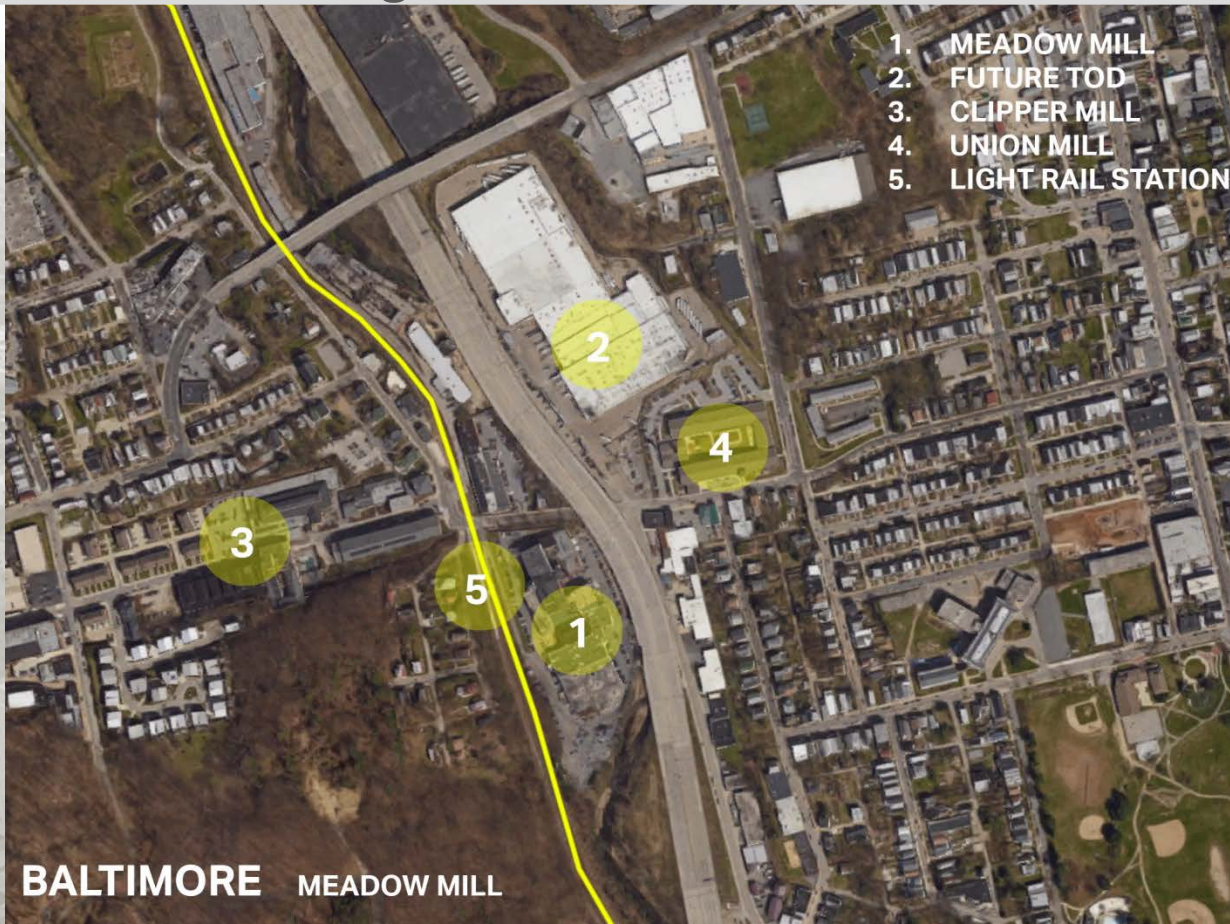 1. MEADOW MILL
2. FUTURE TOD
3. CLIPPER MILL
4. UNION MILL
5. LIGHT RAIL STATION
2
4
3
5
1
BALTIMORE MEADOW MILL